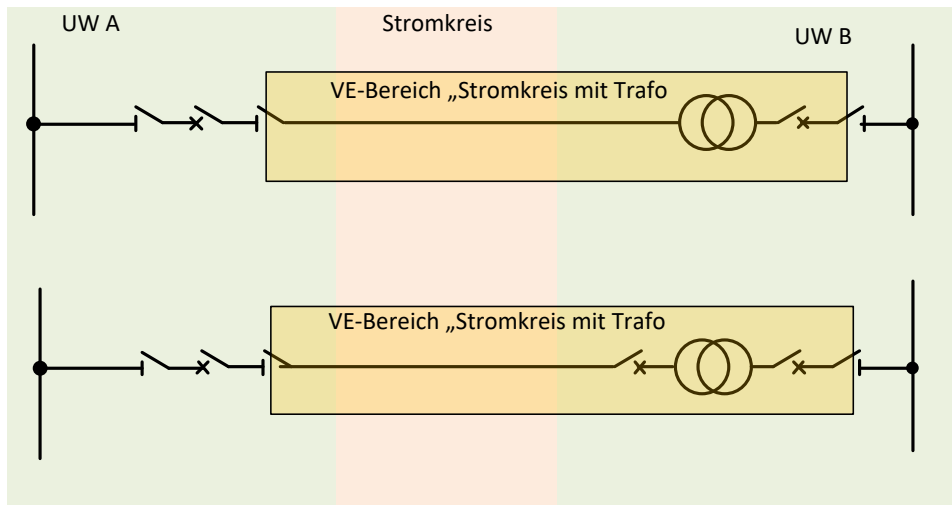 UW A
Stromkreis
UW B
VE-Bereich „Stromkreis mit Trafo
VE-Bereich „Stromkreis mit Trafo